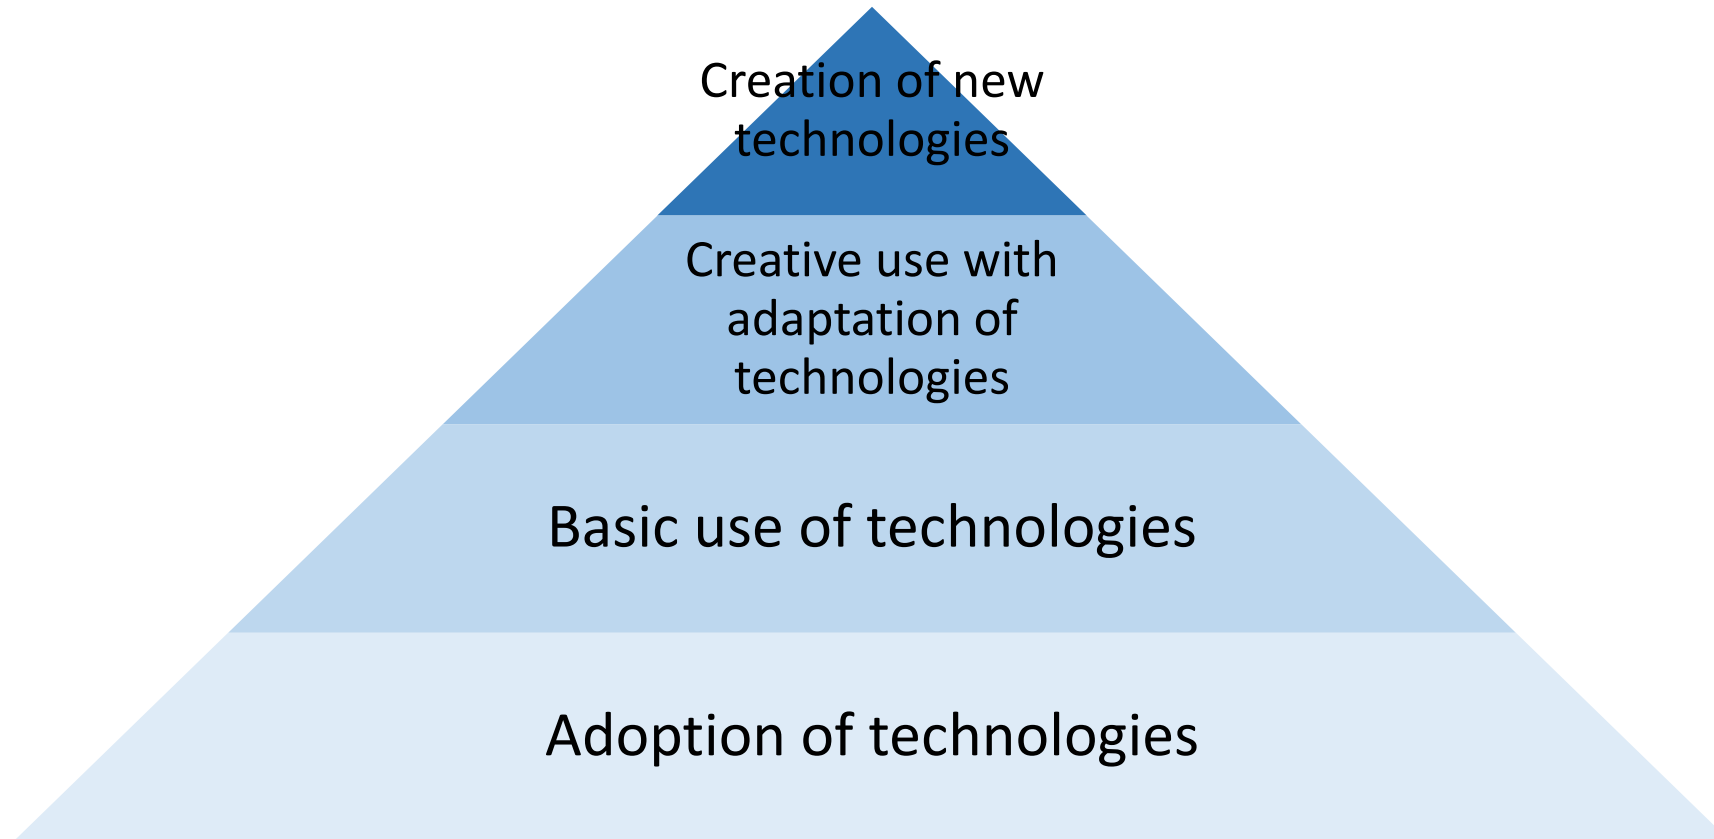 Creation of new
technologies
Creative use with
adaptation of
technologies
Basic use of technologies
Adoption of technologies